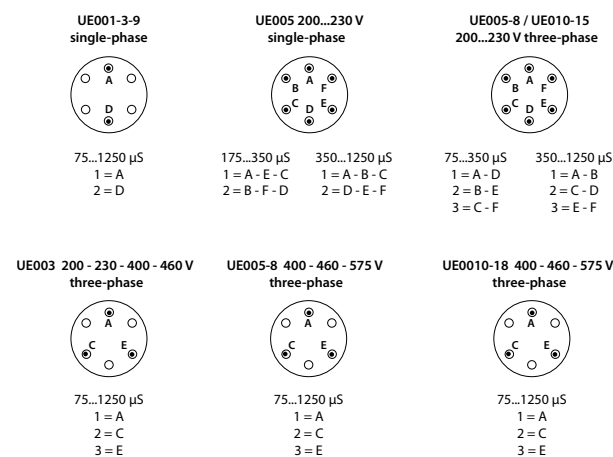 UE001-3-9
single-phase
A
D
75...1250 µS
1 = A
2 = D
UE005 200...230 V
single-phase
A
B F
C E
D
175...350 µS 350...1250 µS
1 = A - E - C 1 = A - B - C
2 = B - F - D 2 = D - E - F
UE005-8 / UE010-15
200...230 V three-phase
A
B F
C E
D
75...350 µS 350...1250 µS
1 = A - D 1 = A - B
2 = B - E 2 = C - D
3 = C - F 3 = E - F
UE003 200 - 230 - 400 - 460 V
three-phase
A
C E
75...1250 µS
1 = A
2 = C
3 = E
UE005-8 400 - 460 - 575 V
three-phase
A
C E
75...1250 µS
1 = A
2 = C
3 = E
UE0010-18 400 - 460 - 575 V
three-phase
A
C E
75...1250 µS
1 = A
2 = C
3 = E